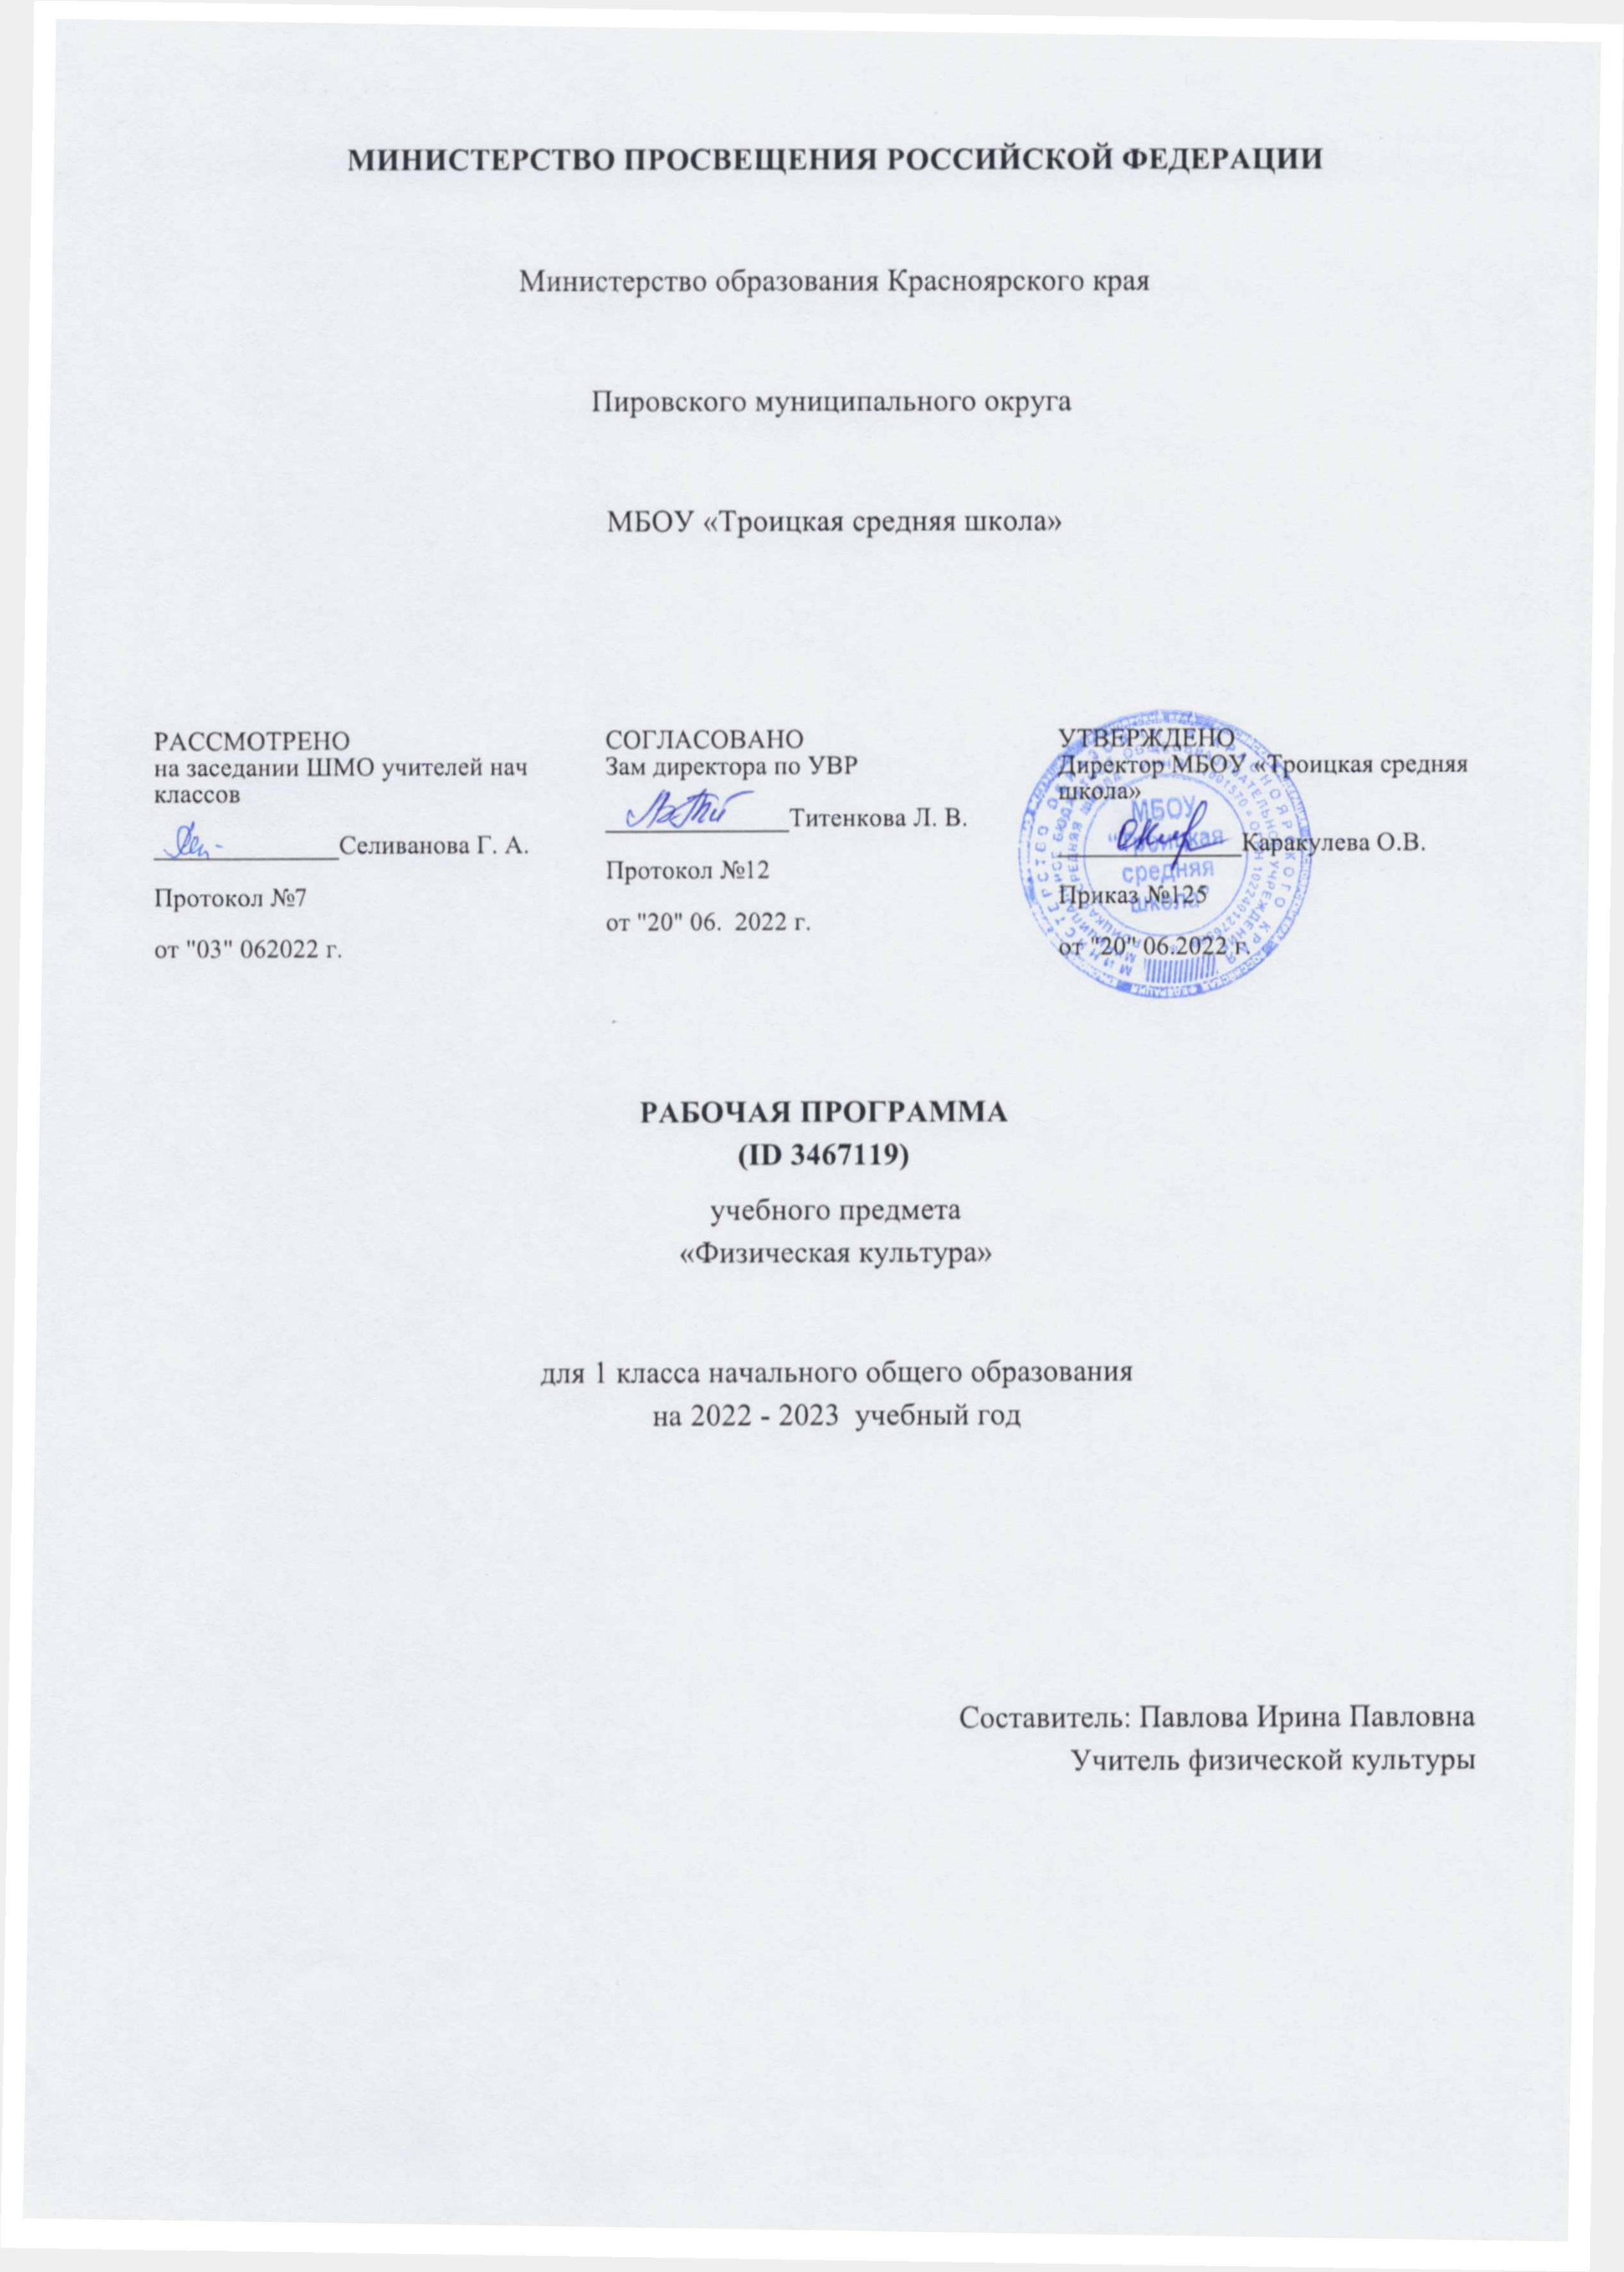 МИНИСТЕРСТВО ПРОСВЕЩЕНИЯ РОССИЙСКОЙ ФЕДЕРАЦИИ
Министерство образования Красноярского края
Пировского муниципального округа
МБОУ «Троицкая средняя школа»
РАССМОТРЕНО
на заседании ШМО учителей нач
классов
Селиванова Г. А.
Протокол №7
от "03" 062022 г.
СОГЛАСОВАНО
Зам директора по УВР
Титенкова Л. В.
Протокол №12
от "20" 06. 2022 г.
УТВЕРЖДЕНО
Директор МБОУ «Троицкая средняя
школа»
Каракулева О.В.
Приказ №125
от "20" 06.2022 г.
МБОУ
"Троицкая
средняя
школа"
РАБОЧАЯ ПРОГРАММА
(ID 3467119)
учебного предмета
«Физическая культура»
для 1 класса начального общего образования
на 2022 - 2023 учебный год
Составитель: Павлова Ирина Павловна
Учитель физической культуры